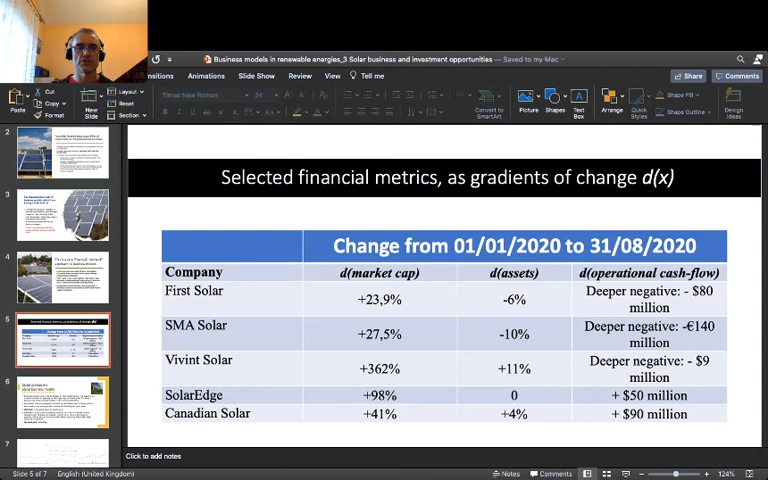 Business models in renewable energies_3 Solar business and investment opportunities — Saved to my Mac
sitions Animations Slide Show Review View Tell me Share Comments
Paste Cut Copy Format New Slide Layout Reset Section Times New Roman 24 Convert to SmartArt Picture Shapes Text Box Arrange Quick Styles Shape Fill Shape Outline Design Ideas
2
3
4
5
6
7
Selected financial metrics, as gradients of change d(x)
Change from 01/01/2020 to 31/08/2020
Company d(market cap) d(assets) d(operational cash-flow)
First Solar +23,9% -6% Deeper negative: - $80 million
SMA Solar +27,5% -10% Deeper negative: -€140 million
Vivint Solar +362% +11% Deeper negative: - $9 million
SolarEdge +98% 0 + $50 million
Canadian Solar +41% +4% + $90 million
Click to add notes
Slide 5 of 7 English (United Kingdom) Notes Comments 124%